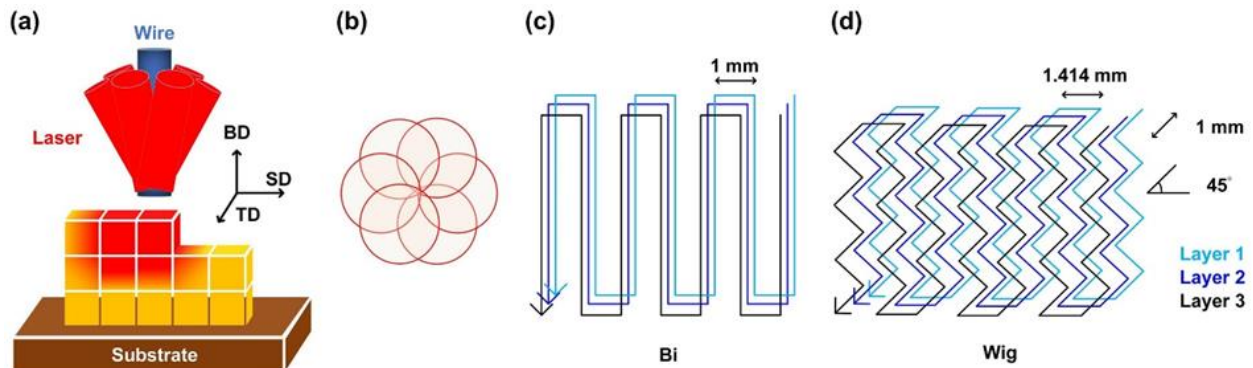 (a)
Wire
Laser
BD
SD
TD
Substrate
(b)
(c)
1 mm
Bi
(d)
1.414 mm
1 mm
45°
Layer 1
Layer 2
Layer 3
Wig